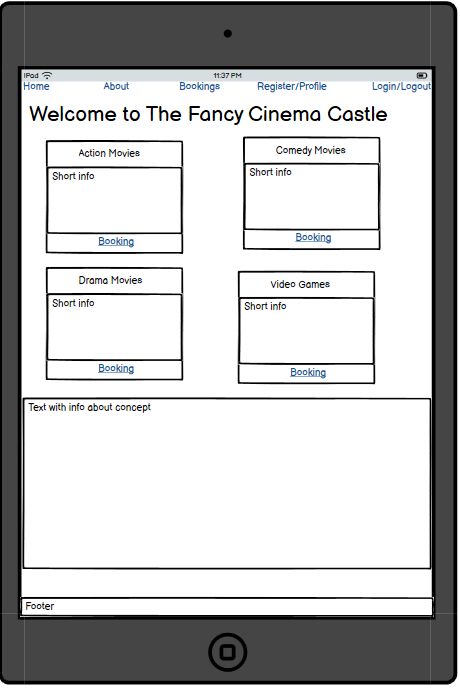 iPod 11:37 PM
Home About Bookings Register/Profile Login/Logout
Welcome to The Fancy Cinema Castle
Action Movies
Short info
Booking
Comedy Movies
Short info
Booking
Drama Movies
Short info
Booking
Video Games
Short info
Booking
Text with info about concept
Footer